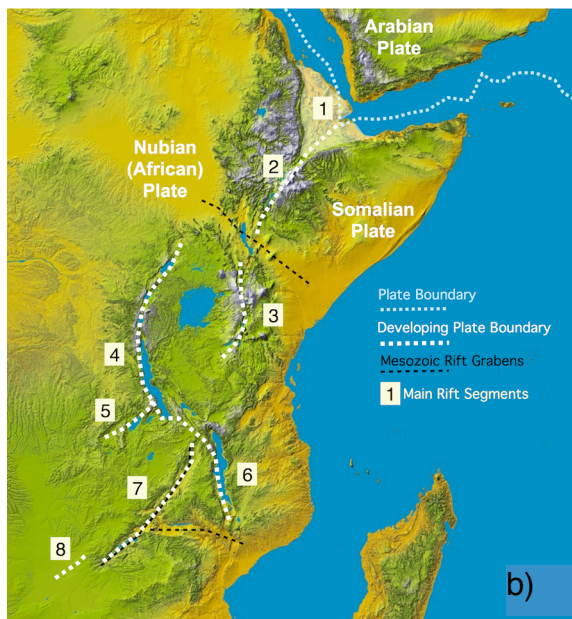 Arabian
Plate
1
Nubian
(African)
Plate
2
Somalian
Plate
3
4
5
6
7
8
Plate Boundary
Developing Plate Boundary
Mesozoic Rift Grabens
1 Main Rift Segments
b)